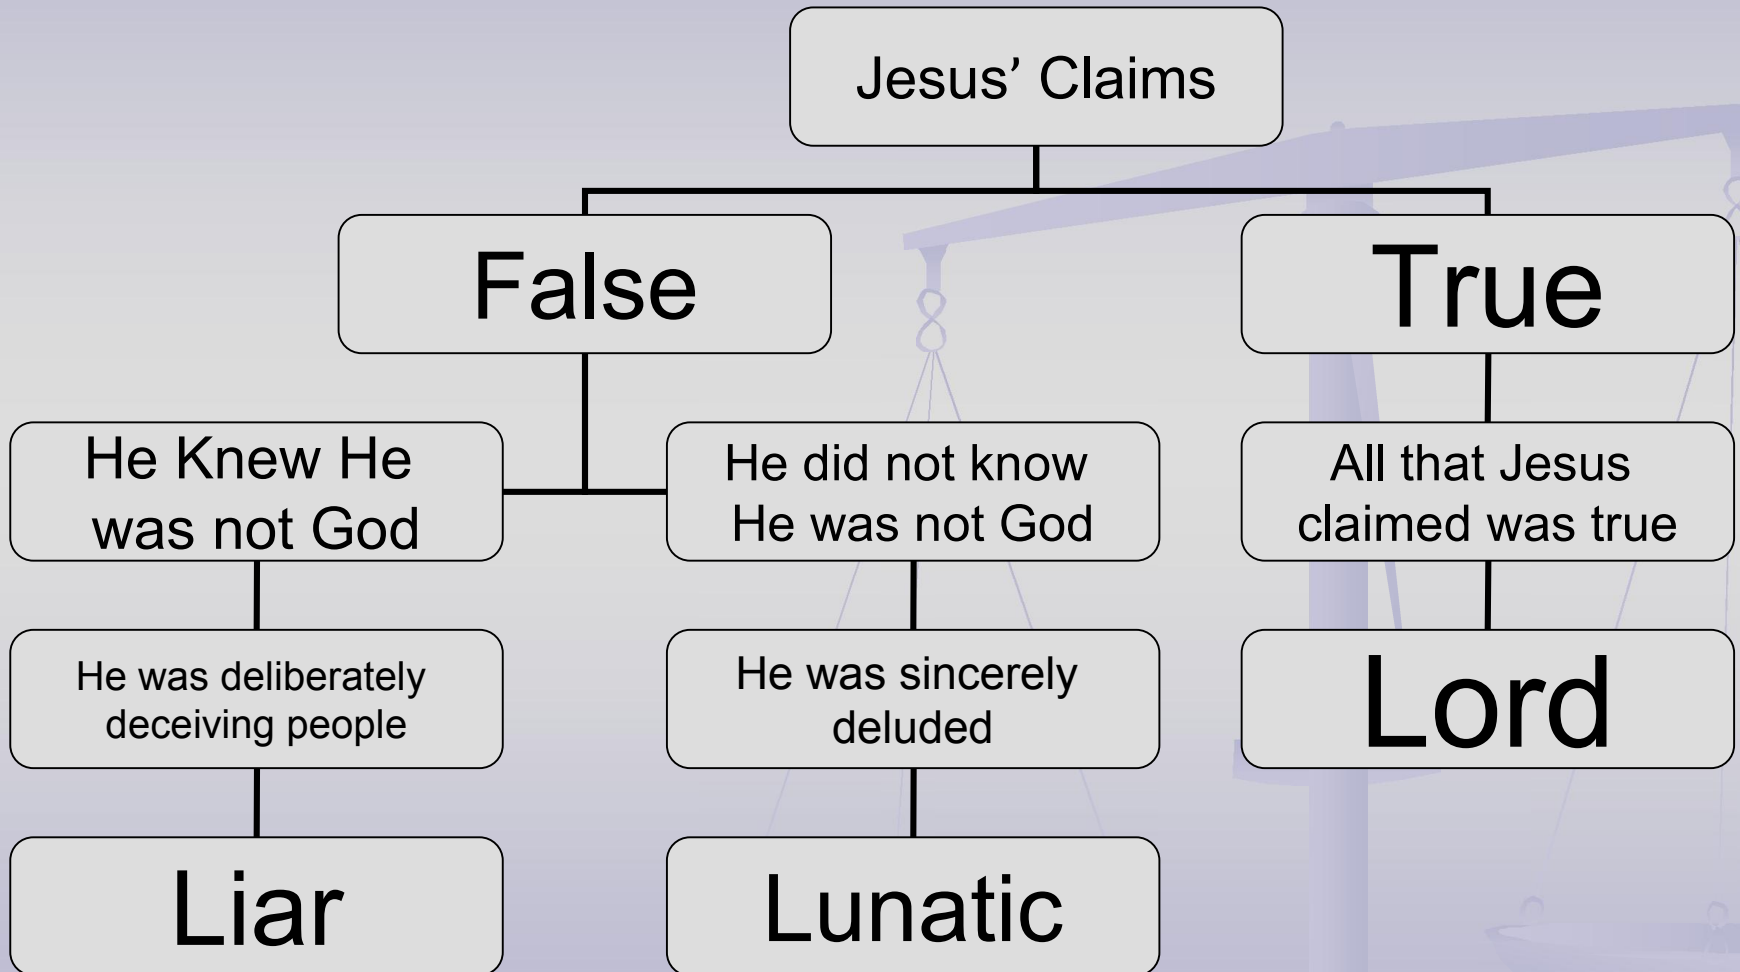 Jesus’ Claims
False
True
He Knew He
was not God
He did not know
He was not God
All that Jesus
claimed was true
He was deliberately
deceiving people
He was sincerely
deluded
Lord
Liar
Lunatic